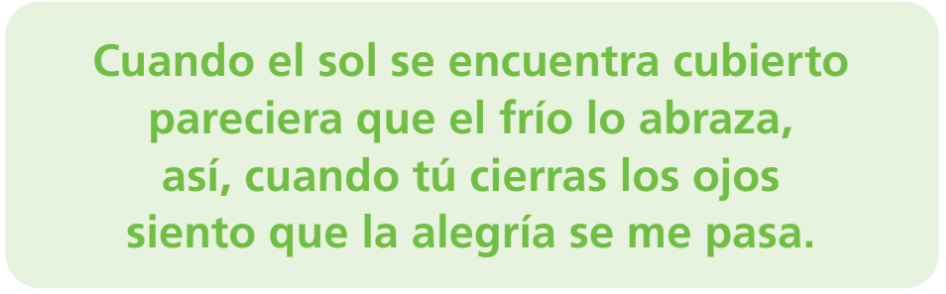 Cuando el sol se encuentra cubierto
pareciera que el frío lo abraza,
así, cuando tú cierras los ojos
siento que la alegría se me pasa.